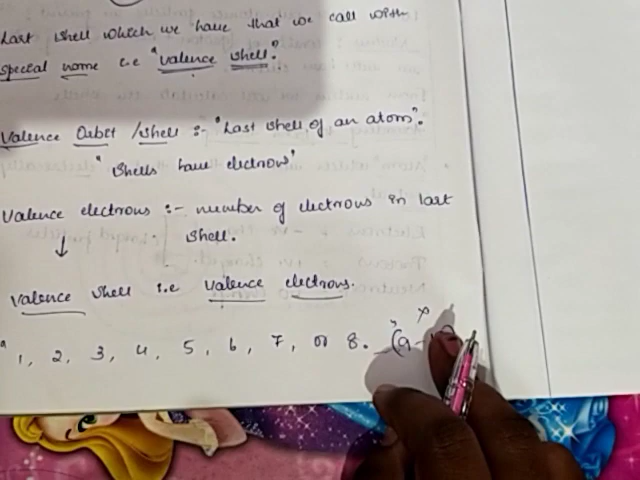 Last shell which we have that we call with
special name i.e "valence shell."
Valence Orbit / shell :- "Last shell of an atom".
"Shells have electrons"
Valence electrons :- number of electrons in last
↓ shell.
Valence shell i.e valence electrons.
" 1, 2, 3, 4, 5, 6, 7, or 8. (9